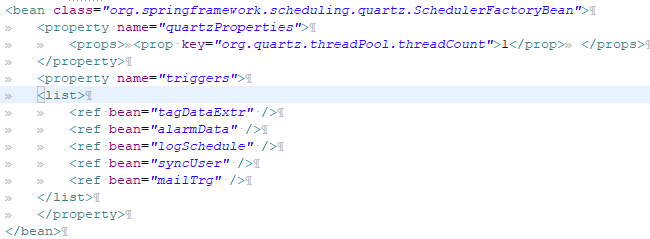 <bean class="org.springframework.scheduling.quartz.SchedulerFactoryBean">¶
» <property name="quartzProperties">¶
» » <props>»<prop key="org.quartz.threadPool.threadCount">1</prop>» </props>¶
» </property>¶
» <property name="triggers">¶
» <list>¶
» » <ref bean="tagDataExtr" />¶
» » <ref bean="alarmData" />¶
» » <ref bean="logSchedule" />¶
» » <ref bean="syncUser" />¶
» » <ref bean="mailTrg" />¶
» </list>¶
» </property>¶
</bean>¶